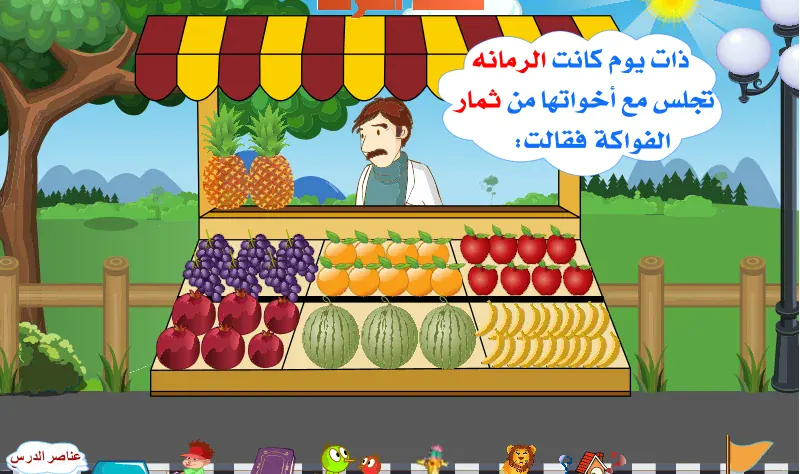 ذات يوم كانت الرمانه
تجلس مع أخواتها من ثمار
الفواكة فقالت:
عناصر الدرس